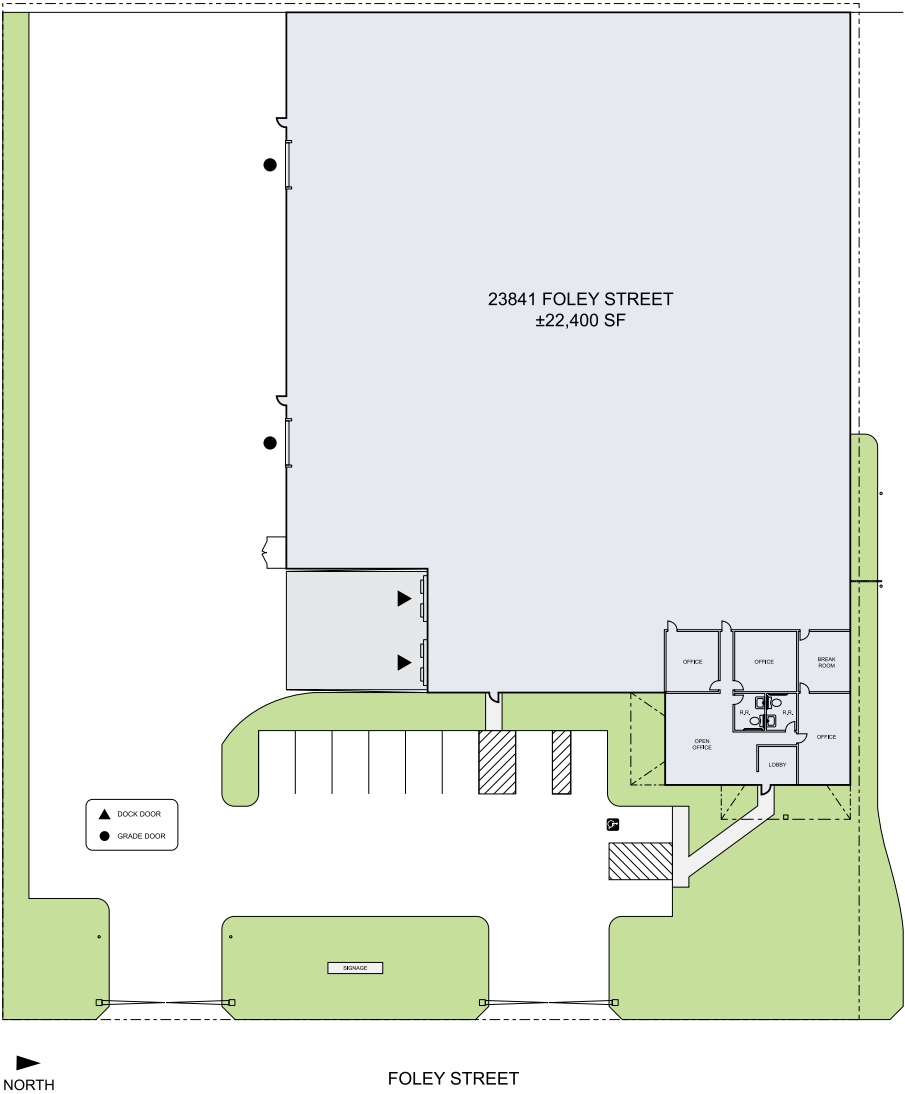 23841 FOLEY STREET
±22,400 SF
OFFICE
OFFICE
BREAK
ROOM
R.R.
R.R.
OPEN
OFFICE
OFFICE
LOBBY
DOCK DOOR
GRADE DOOR
SIGNAGE
NORTH
FOLEY STREET